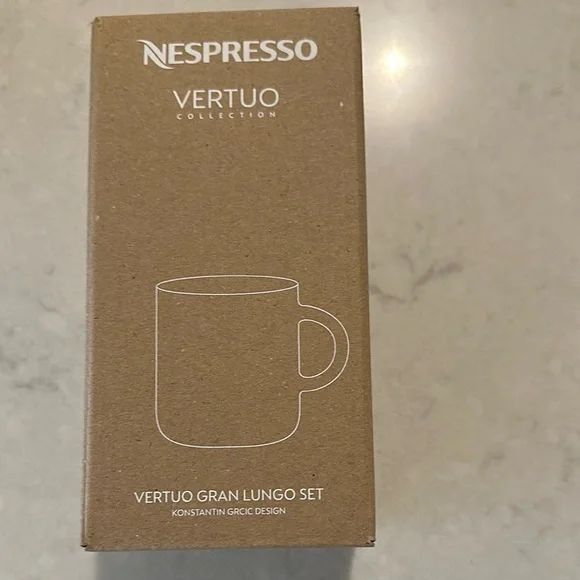 NESPRESSO
VERTUO
COLLECTION
VERTUO GRAN LUNGO SET
KONSTANTIN GRCIC DESIGN